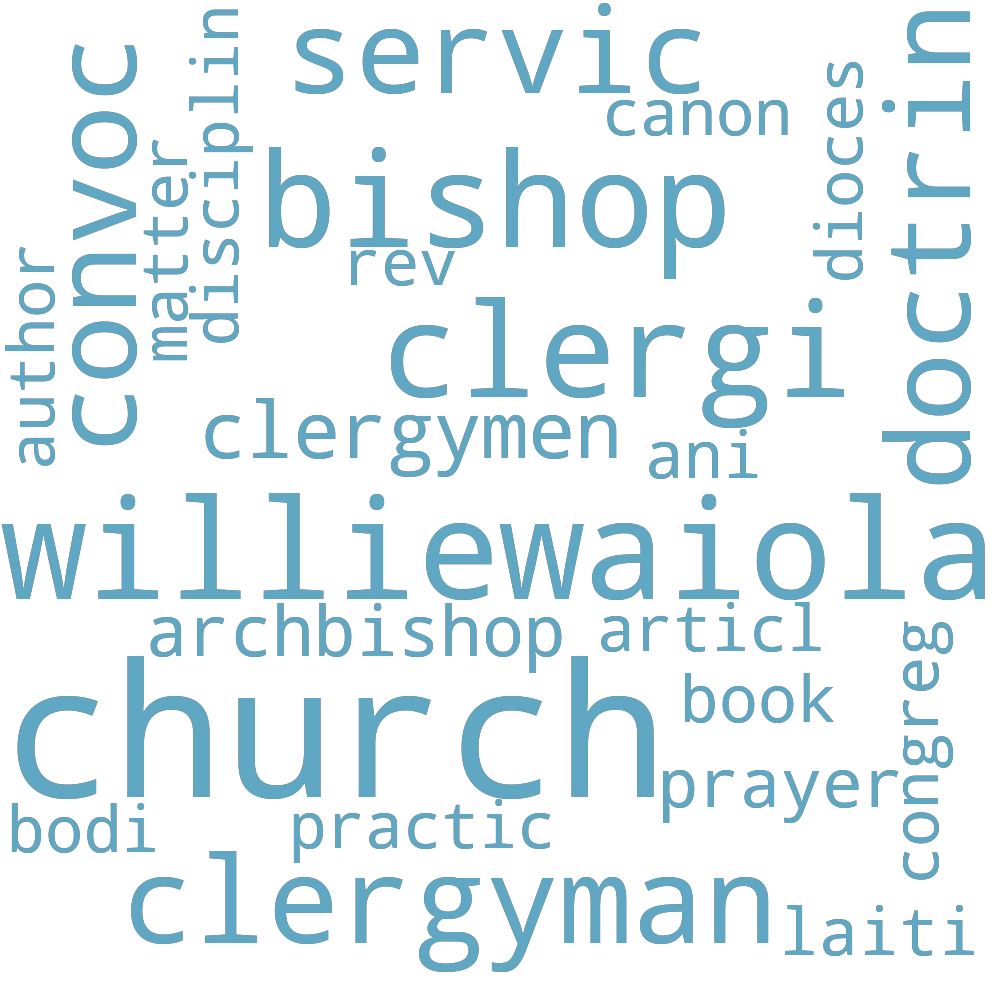 servic
convoc
disciplin
canon
doctrin
dioces
matter
bishop
rev
author
clergi
clergymen
ani
williewaiola
archbishop
articl
congreg
church
book
prayer
bodi
practic
clergyman
laiti